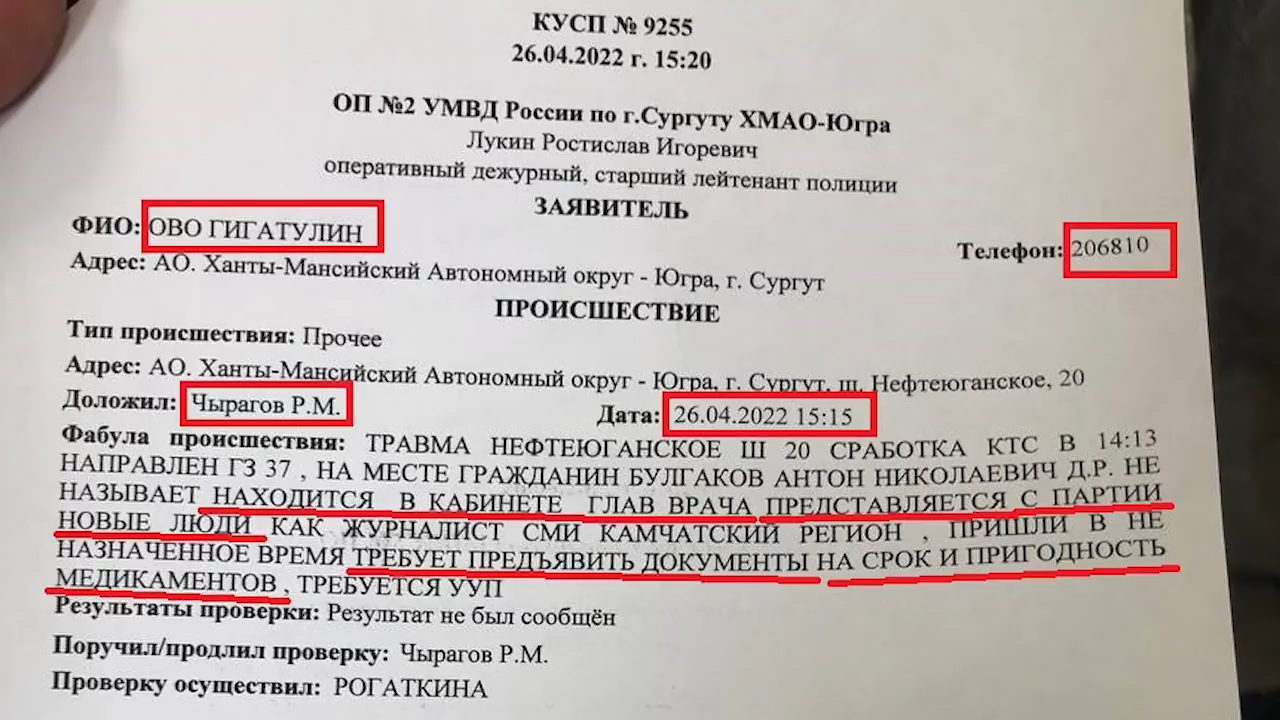 КУСП № 9255
26.04.2022 г. 15:20
ОП №2 УМВД России по г.Сургуту ХМАО-Югра
Лукин Ростислав Игоревич
оперативный дежурный, старший лейтенант полиции
ЗАЯВИТЕЛЬ
ФИО: ОВО ГИГАТУЛИН
Телефон: 206810
Адрес: АО. Ханты-Мансийский Автономный округ - Югра, г. Сургут
ПРОИСШЕСТВИЕ
Тип происшествия: Прочее
Адрес: АО. Ханты-Мансийский Автономный округ - Югра, г. Сургут, ш. Нефтеюганское, 20
Доложил: Чырагов Р.М. Дата: 26.04.2022 15:15
Фабула происшествия: ТРАВМА НЕФТЕЮГАНСКОЕ Ш 20 СРАБОТКА КТС В 14:13
НАПРАВЛЕН ГЗ 37 , НА МЕСТЕ ГРАЖДАНИН БУЛГАКОВ АНТОН НИКОЛАЕВИЧ Д.Р. НЕ
НАЗЫВАЕТ НАХОДИТСЯ В КАБИНЕТЕ ГЛАВ ВРАЧА ПРЕДСТАВЛЯЕТСЯ С ПАРТИИ
НОВЫЕ ЛЮДИ КАК ЖУРНАЛИСТ СМИ КАМЧАТСКИЙ РЕГИОН , ПРИШЛИ В НЕ
НАЗНАЧЕННОЕ ВРЕМЯ ТРЕБУЕТ ПРЕДЪЯВИТЬ ДОКУМЕНТЫ НА СРОК И ПРИГОДНОСТЬ
МЕДИКАМЕНТОВ , ТРЕБУЕТСЯ УУП
Результаты проверки: Результат не был сообщён
Поручил/продлил проверку: Чырагов Р.М.
Проверку осуществил: РОГАТКИНА